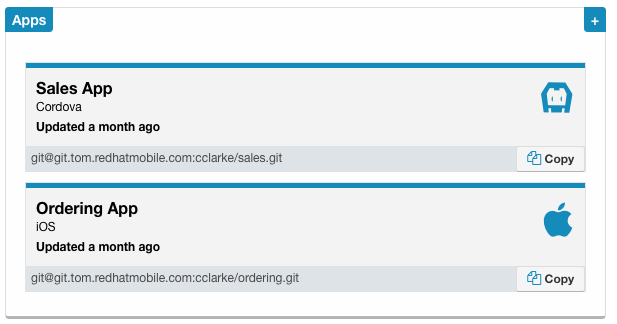 Apps
+
Sales App
Cordova
Updated a month ago
git@git.tom.redhatmobile.com:cclarke/sales.git
Copy
Ordering App
iOS
Updated a month ago
git@git.tom.redhatmobile.com:cclarke/ordering.git
Copy